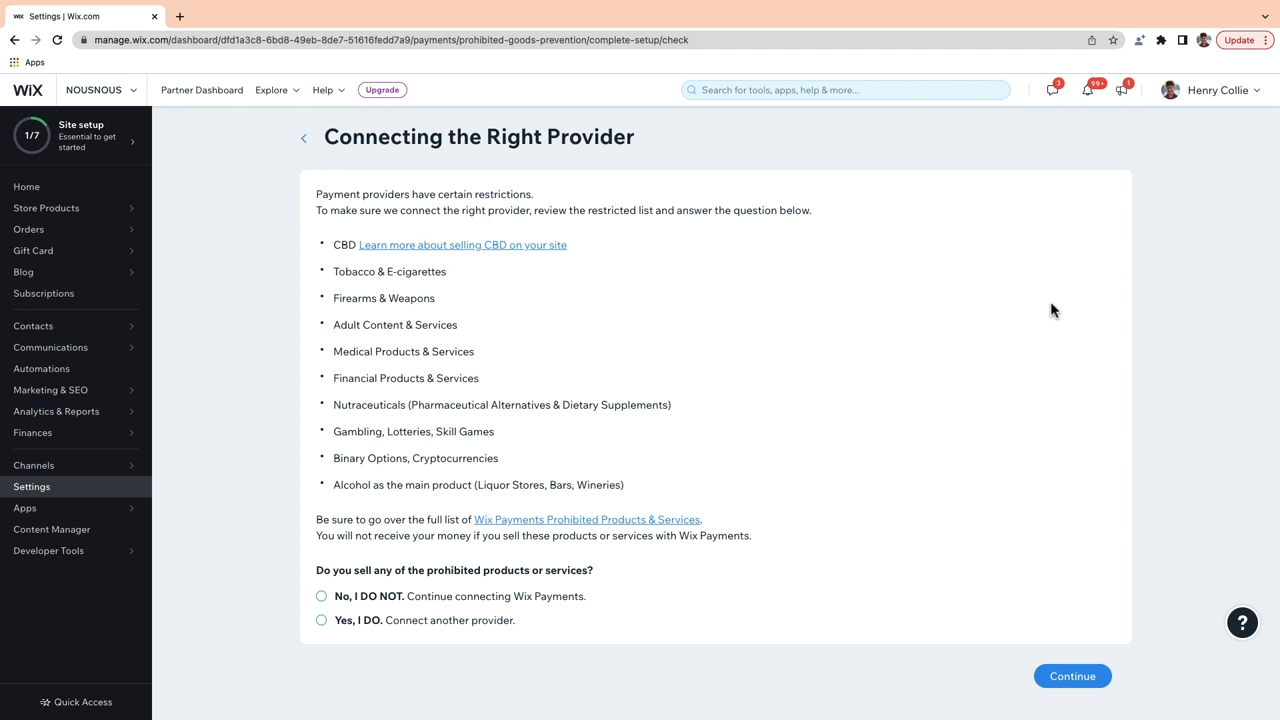 WiX Settings | Wix.com
manage.wix.com/dashboard/dfd1a3c8-6bd8-49eb-8de7-51616fedd7a9/payments/prohibited-goods-prevention/complete-setup/check
Update
Apps
WiX
NOUSNOUS
Partner Dashboard
Explore
Help
Upgrade
Search for tools, apps, help & more...
3
99+
1
Henry Collie
1/7
Site setup
Essential to get
started
Home
Store Products
Orders
Gift Card
Blog
Subscriptions
Contacts
Communications
Automations
Marketing & SEO
Analytics & Reports
Finances
Channels
Settings
Apps
Content Manager
Developer Tools
Quick Access
Connecting the Right Provider
Payment providers have certain restrictions.
To make sure we connect the right provider, review the restricted list and answer the question below.
• CBD Learn more about selling CBD on your site
• Tobacco & E-cigarettes
• Firearms & Weapons
• Adult Content & Services
• Medical Products & Services
• Financial Products & Services
• Nutraceuticals (Pharmaceutical Alternatives & Dietary Supplements)
• Gambling, Lotteries, Skill Games
• Binary Options, Cryptocurrencies
• Alcohol as the main product (Liquor Stores, Bars, Wineries)
Be sure to go over the full list of Wix Payments Prohibited Products & Services.
You will not receive your money if you sell these products or services with Wix Payments.
Do you sell any of the prohibited products or services?
No, I DO NOT. Continue connecting Wix Payments.
Yes, I DO. Connect another provider.
?
Continue